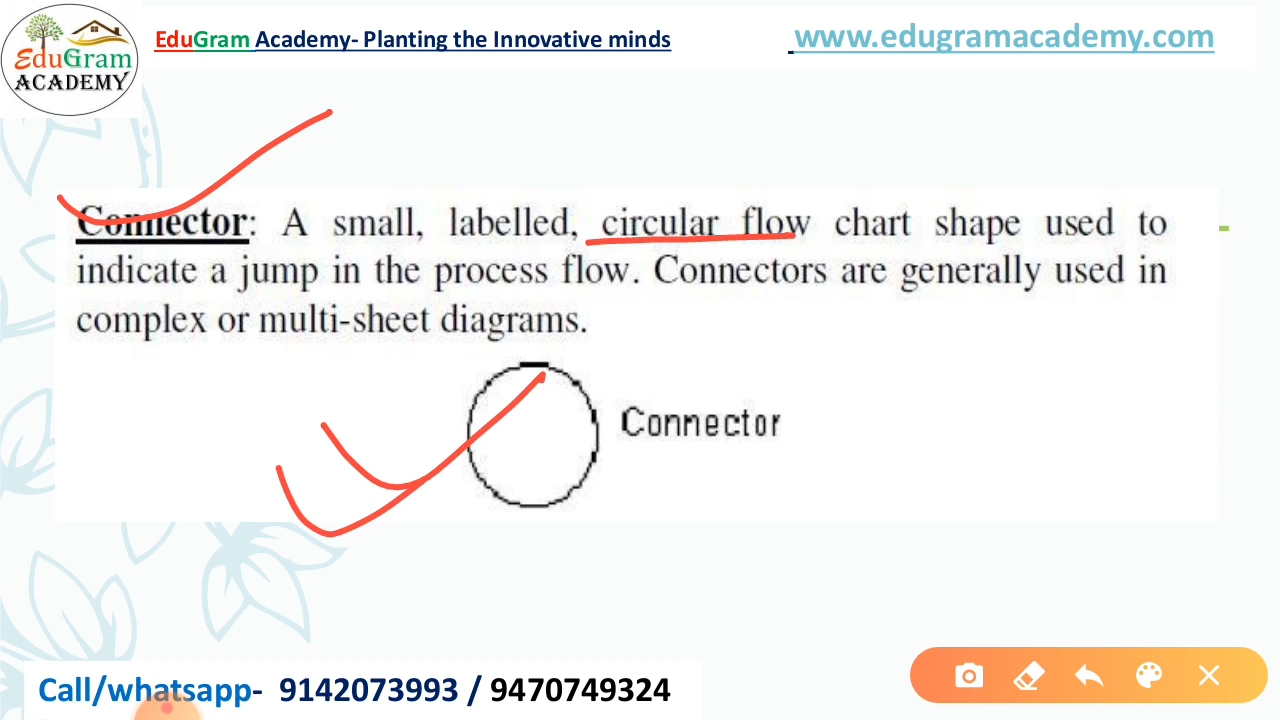 EduGram
ACADEMY
EduGram Academy- Planting the Innovative minds
www.edugramacademy.com
Connector: A small, labelled, circular flow chart shape used to
indicate a jump in the process flow. Connectors are generally used in
complex or multi-sheet diagrams.
Connector
Call/whatsapp- 9142073993 / 9470749324